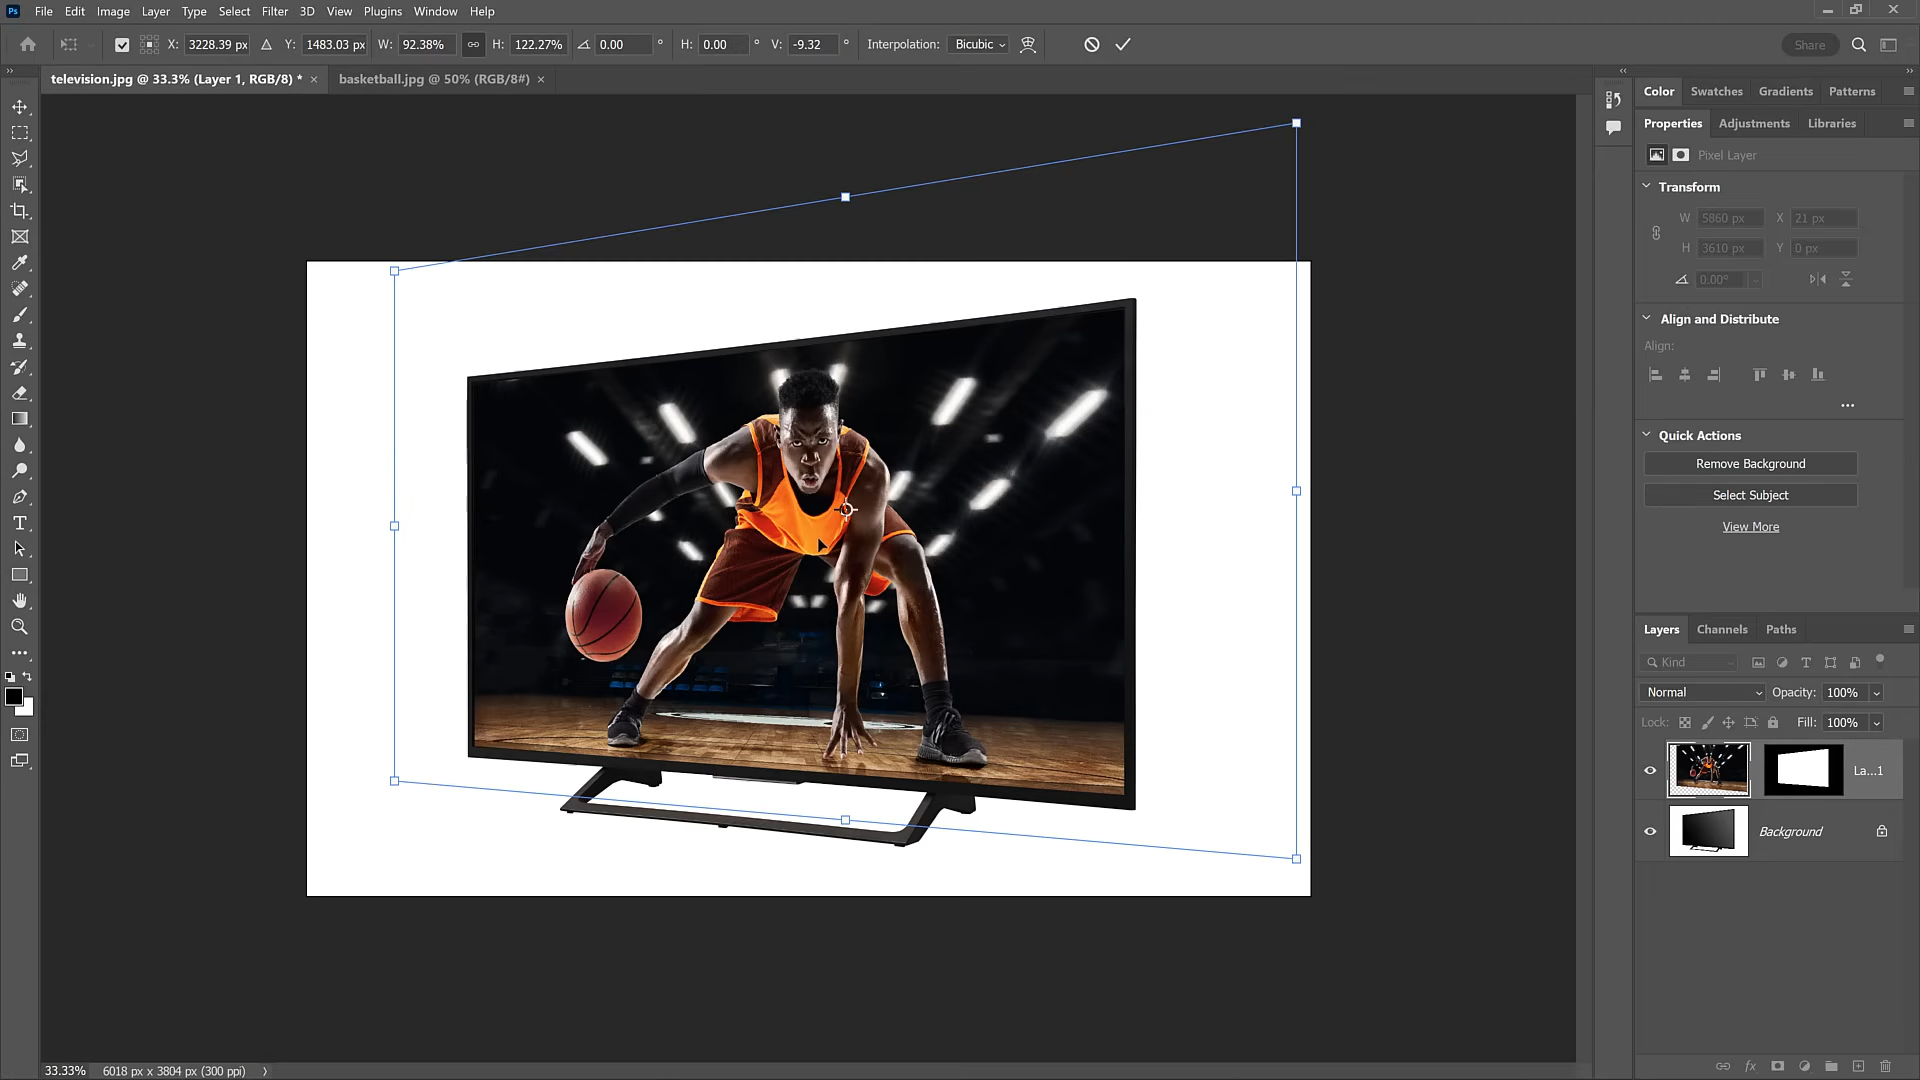 Ps File Edit Image Layer Type Select Filter 3D View Plugins Window Help
X: 3228.39 px Y: 1483.03 px W: 92.38% H: 122.27% 0.00 ° H: 0.00 ° V: -9.32 ° Interpolation: Bicubic Share
television.jpg @ 33.3% (Layer 1, RGB/8) * × basketball.jpg @ 50% (RGB/8#) ×
Color Swatches Gradients Patterns
Properties Adjustments Libraries
Pixel Layer
Transform
W 5860 px X 21 px
H 3610 px Y 0 px
0.00°
Align and Distribute
Align:
Quick Actions
Remove Background
Select Subject
View More
Layers Channels Paths
Kind
Normal Opacity: 100%
Lock: Fill: 100%
La...1
Background
33.33% 6018 px x 3804 px (300 ppi)